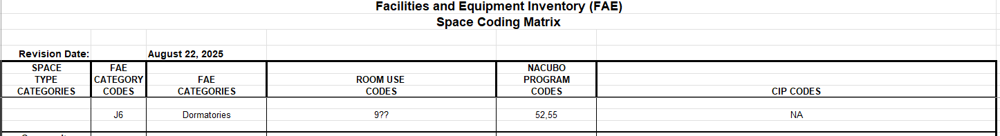 Facilities and Equipment Inventory (FAE)
Space Coding Matrix
Revision Date: August 22, 2025
SPACE FAE NACUBO
TYPE CATEGORY FAE ROOM USE PROGRAM
CATEGORIES CODES CATEGORIES CODES CODES CIP CODES
J6 Dormatories 9?? 52,55 NA